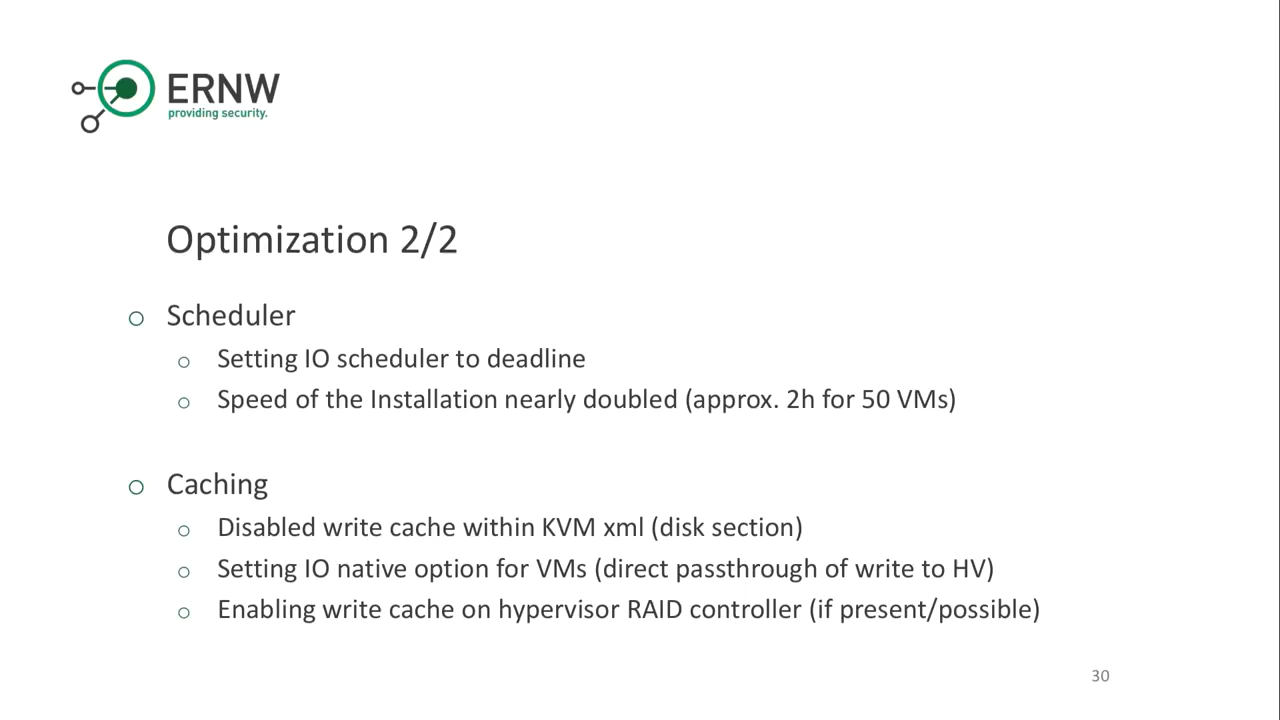 ERNW
providing security.
Optimization 2/2
o Scheduler
o Setting IO scheduler to deadline
o Speed of the Installation nearly doubled (approx. 2h for 50 VMs)
o Caching
o Disabled write cache within KVM xml (disk section)
o Setting IO native option for VMs (direct passthrough of write to HV)
o Enabling write cache on hypervisor RAID controller (if present/possible)
30